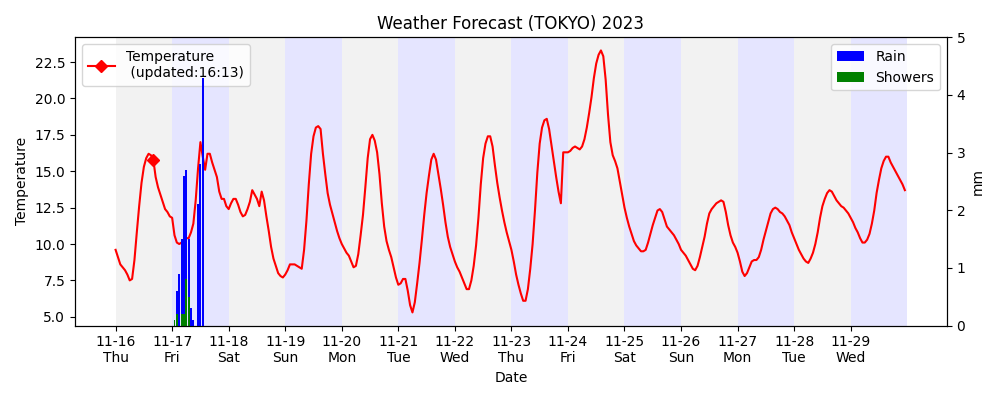 Weather Forecast (TOKYO) 2023
Temperature
(updated:16:13)
Rain
Showers
22.5
20.0
17.5
15.0
12.5
10.0
7.5
5.0
Temperature
5
4
3
2
1
0
mm
11-16 11-17 11-18 11-19 11-20 11-21 11-22 11-23 11-24 11-25 11-26 11-27 11-28 11-29
Thu Fri Sat Sun Mon Tue Wed Thu Fri Sat Sun Mon Tue Wed
Date